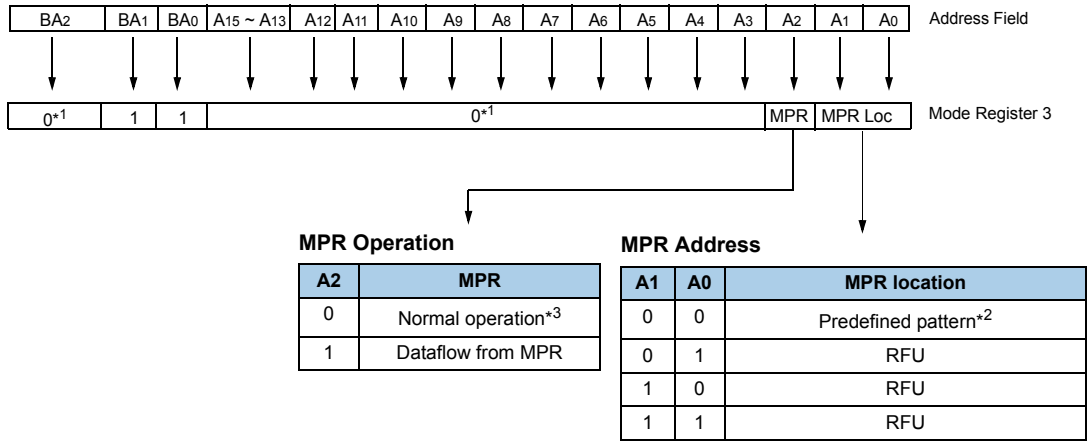 BA2 BA1 BA0 A15 ~ A13 A12 A11 A10 A9 A8 A7 A6 A5 A4 A3 A2 A1 A0 Address Field
0*1 1 1 0*1 MPR MPR Loc Mode Register 3
MPR Operation
A2 MPR
0 Normal operation*3
1 Dataflow from MPR
MPR Address
A1 A0 MPR location
0 0 Predefined pattern*2
0 1 RFU
1 0 RFU
1 1 RFU